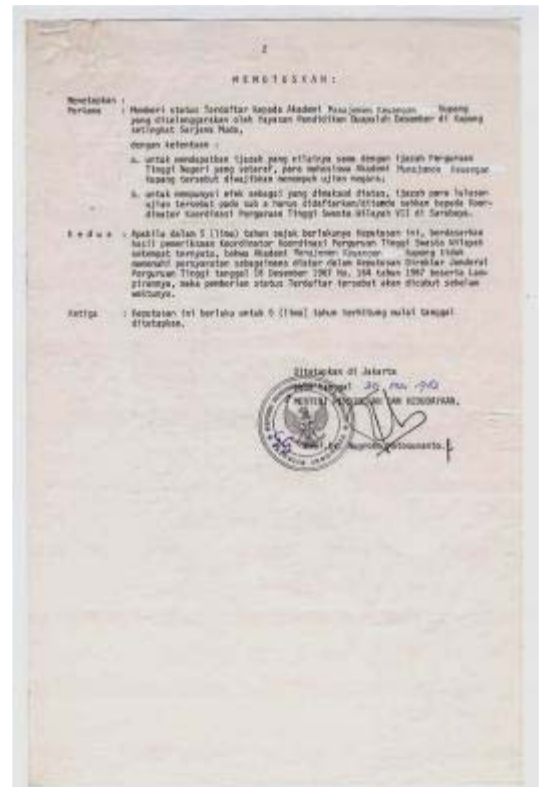 2
MEMUTUSKAN:
Menetapkan :
Pertama : Memberi status Terdaftar kepada Akademi Manajemen Keuangan Kupang
yang diselenggarakan oleh Yayasan Pendidikan Duapuluh Desember di Kupang
setingkat Sarjana Muda,
dengan ketentuan :
a. untuk mendapatkan ijazah yang nilainya sama dengan ijazah Perguruan
Tinggi Negeri yang setaraf, para mahasiswa Akademi Manajemen Keuangan
Kupang tersebut diwajibkan menempuh ujian negara.
b. untuk mempunyai efek sebagai yang dimaksud diatas, ijazah para lulusan
ujian tersebut pada sub a harus didaftarkan/ditanda sahkan kepada Koor-
dinator Koordinasi Perguruan Tinggi Swasta Wilayah VII di Surabaya.
K e d u a : Apabila dalam 5 (lima) tahun sejak berlakunya Keputusan ini, berdasarkan
hasil pemeriksaan Koordinator Koordinasi Perguruan Tinggi Swasta Wilayah
setempat ternyata, bahwa Akademi Manajemen Keuangan Kupang tidak
memenuhi persyaratan sebagaimana diatur dalam Keputusan Direktur Jenderal
Perguruan Tinggi tanggal Desember 1967 No. 164 tahun 1967 beserta Lam-
pirannya, maka pemberian status Terdaftar tersebut akan dicabut sebelum
waktunya.
Ketiga : Keputusan ini berlaku untuk 5 (lima) tahun terhitung mulai tanggal
ditetapkan.
Ditetapkan di Jakarta
pada tanggal
MENTERI PENDIDIKAN DAN KEBUDAYAAN,
Nugroho Notosusanto.